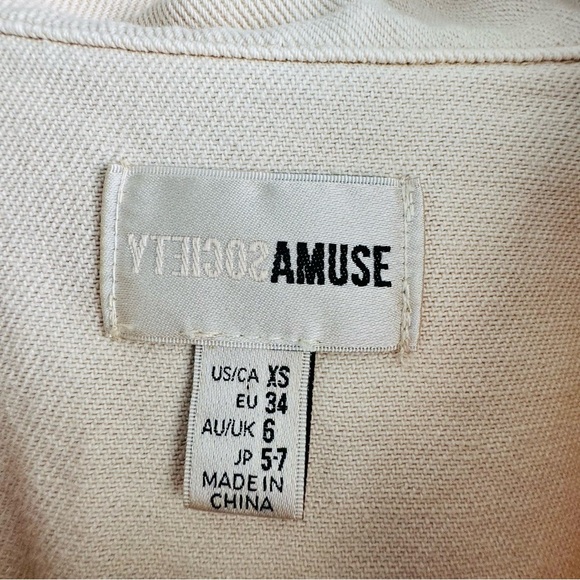 SOCIETY AMUSE
US/CA XS
EU 34
AU/UK 6
JP 5-7
MADE IN
CHINA